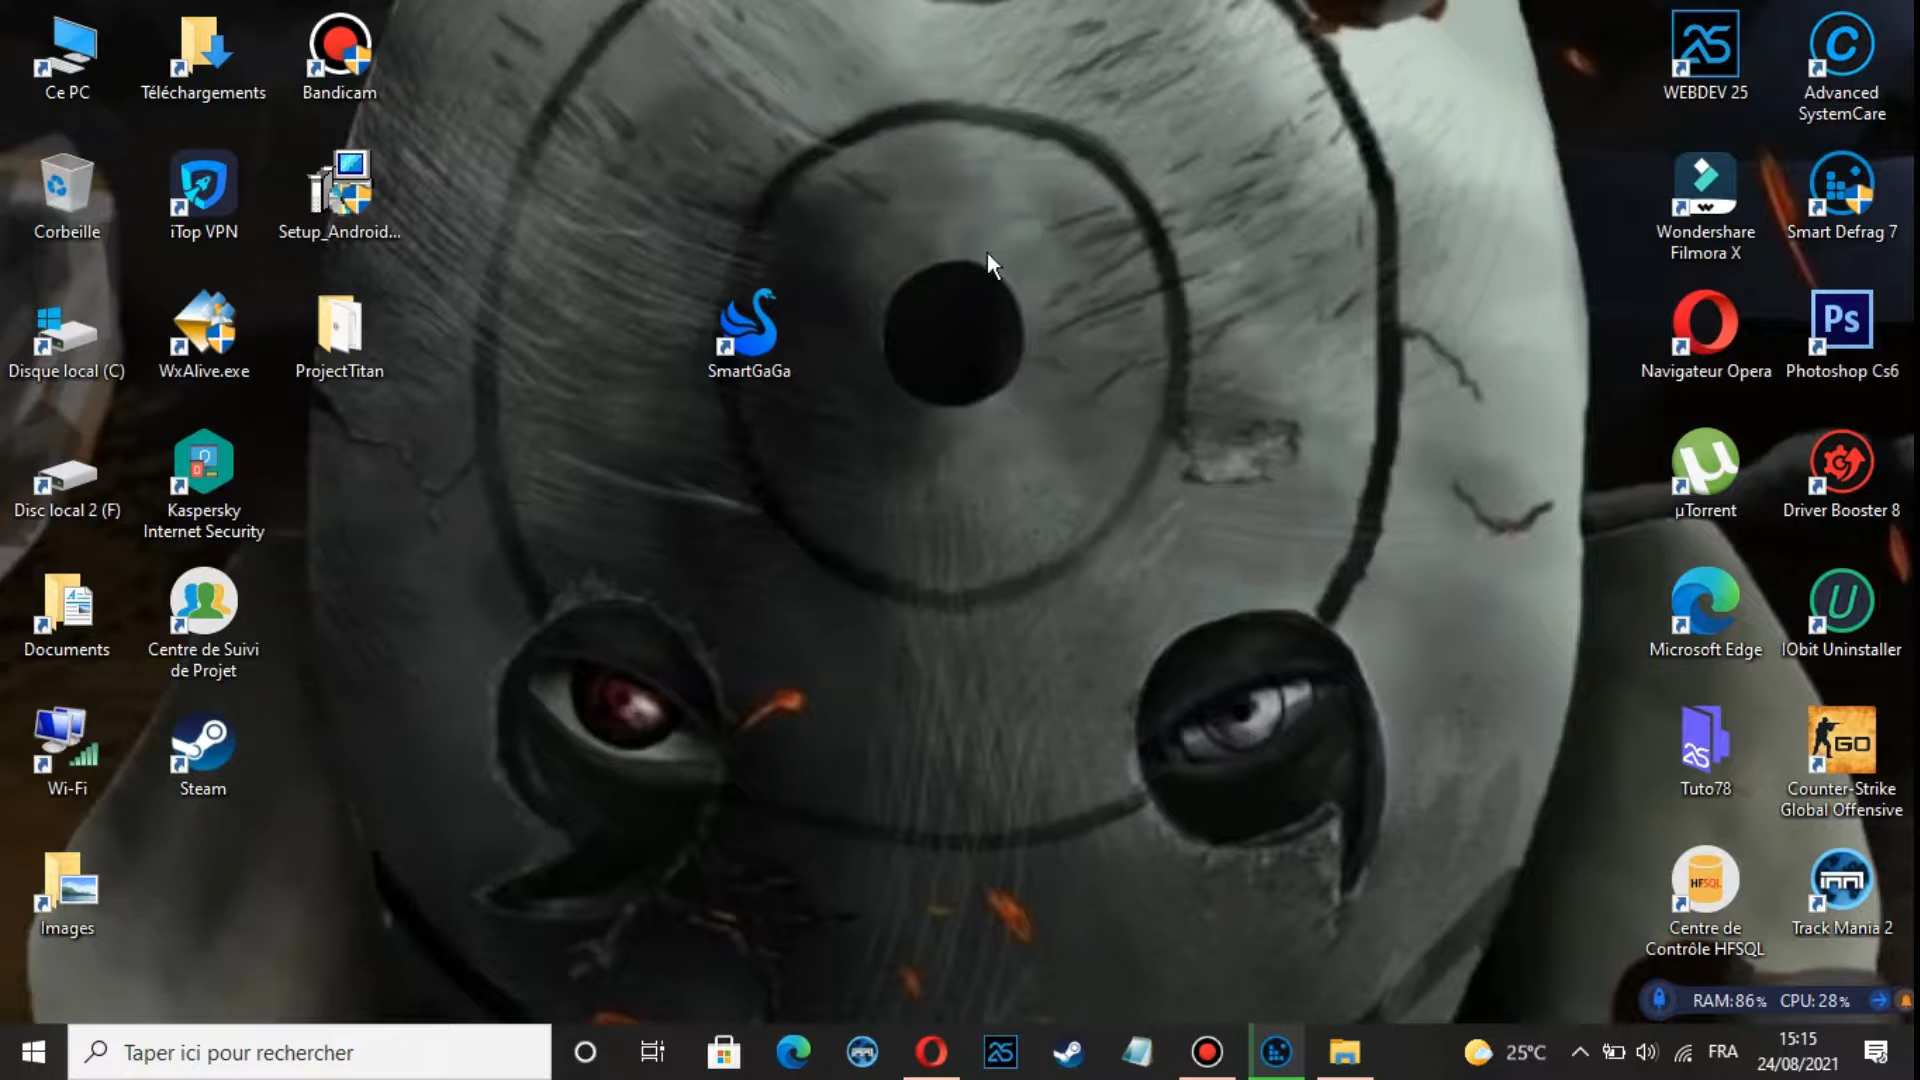 Ce PC
Téléchargements
Bandicam
WEBDEV 25
Advanced
SystemCare
Corbeille
iTop VPN
Setup_Android...
Wondershare
Filmora X
Smart Defrag 7
Disque local (C)
WxAlive.exe
ProjectTitan
SmartGaGa
Navigateur Opera
Ps
Photoshop Cs6
Disc local 2 (F)
Kaspersky
Internet Security
µTorrent
Driver Booster 8
Documents
Centre de Suivi
de Projet
Microsoft Edge
IObit Uninstaller
Wi-Fi
Steam
Tuto78
GO
Counter-Strike
Global Offensive
Images
HFSQL
Centre de
Contrôle HFSQL
Track Mania 2
RAM:86% CPU: 28%
Taper ici pour rechercher
25°C
FRA
15:15
24/08/2021